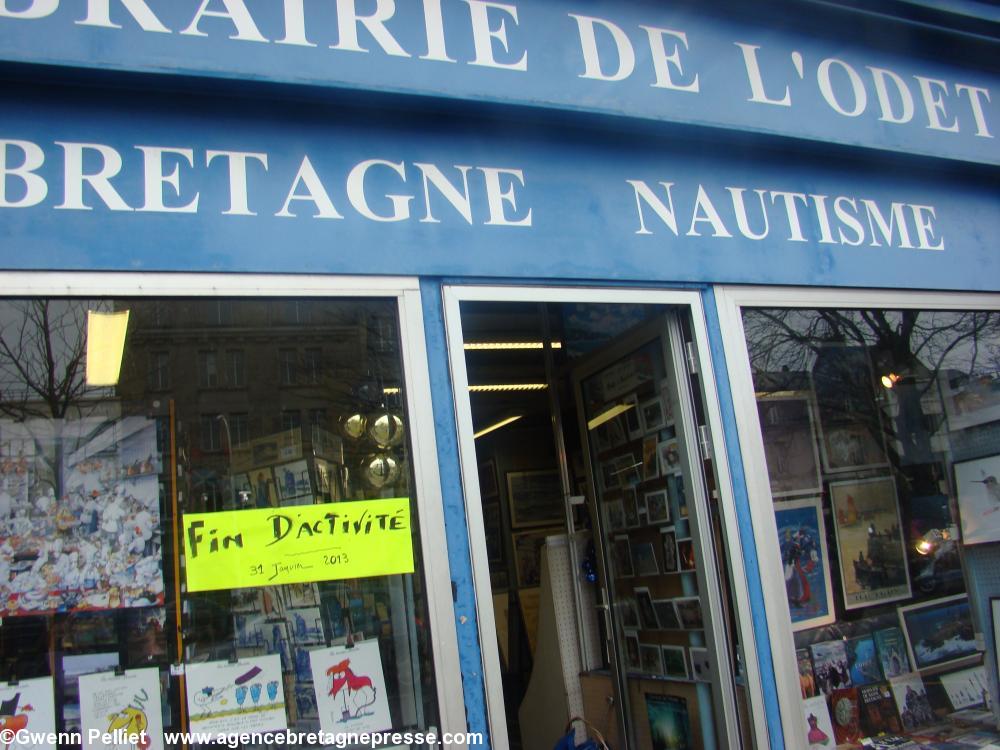 BRAIRIE DE L'ODET
BRETAGNE NAUTISME
Fin D'ACTIVITÉ
31 Janvier 2013
©Gwenn Pelliet www.agencebretagnepresse.com